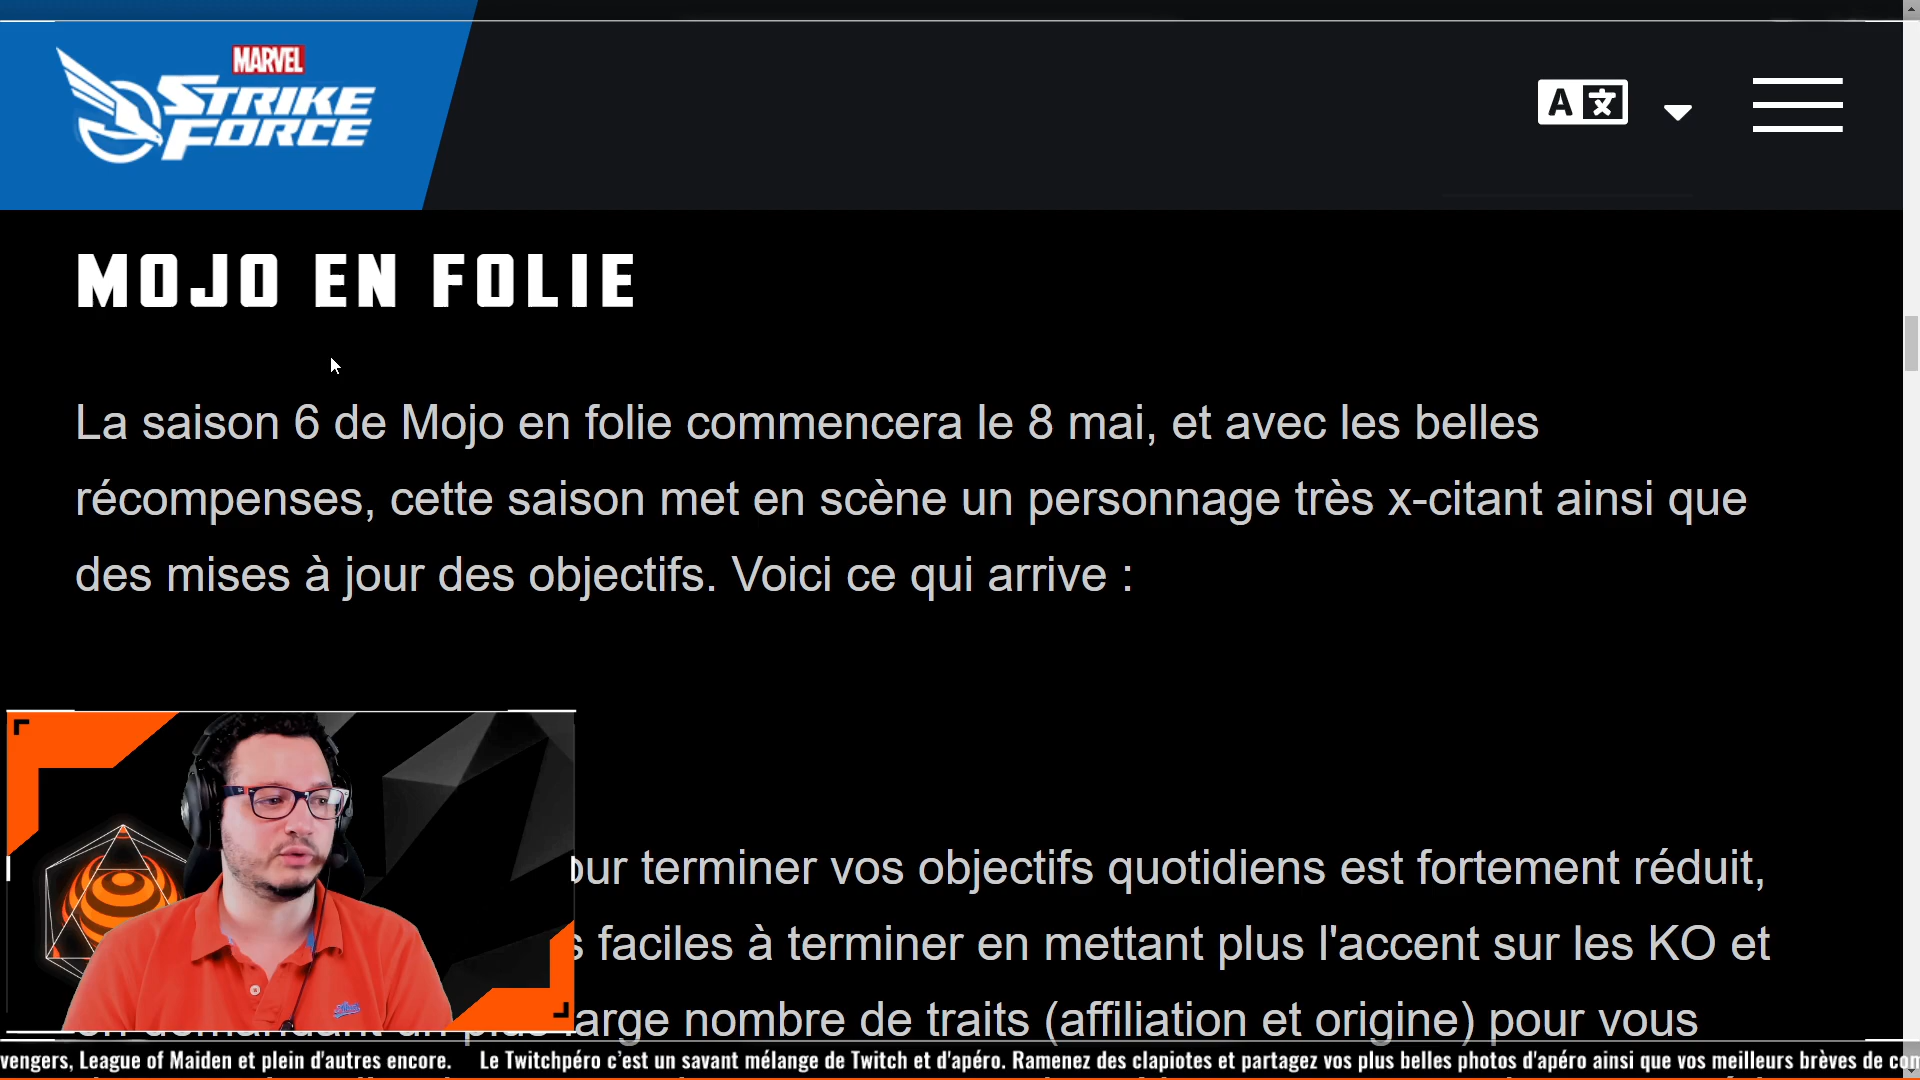 MARVEL
STRIKE
FORCE
A 文
MOJO EN FOLIE
La saison 6 de Mojo en folie commencera le 8 mai, et avec les belles
récompenses, cette saison met en scène un personnage très x-citant ainsi que
des mises à jour des objectifs. Voici ce qui arrive :
terminer vos objectifs quotidiens est fortement réduit,
faciles à terminer en mettant plus l'accent sur les KO et
nombre de traits (affiliation et origine) pour vous
vengers, League of Maiden et plein d'autres encore. Le Twitchpéro c'est un savant mélange de Twitch et d'apéro. Ramenez des clapiotes et partagez vos plus belles photos d'apéro ainsi que vos meilleurs brèves de